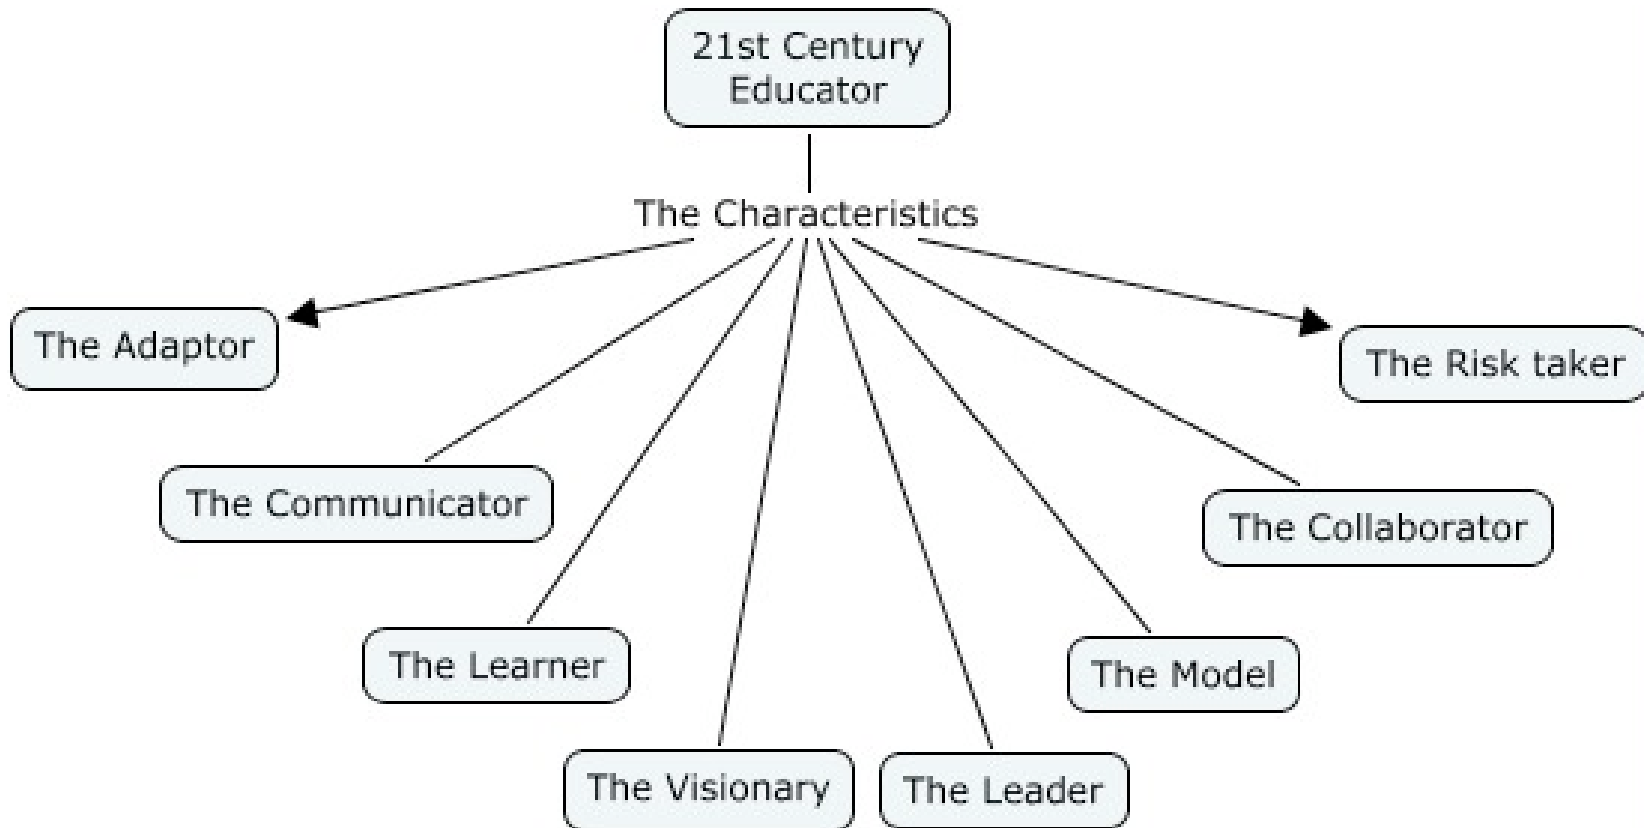 21st Century
Educator
The Characteristics
The Adaptor
The Risk taker
The Communicator
The Collaborator
The Learner
The Model
The Visionary
The Leader